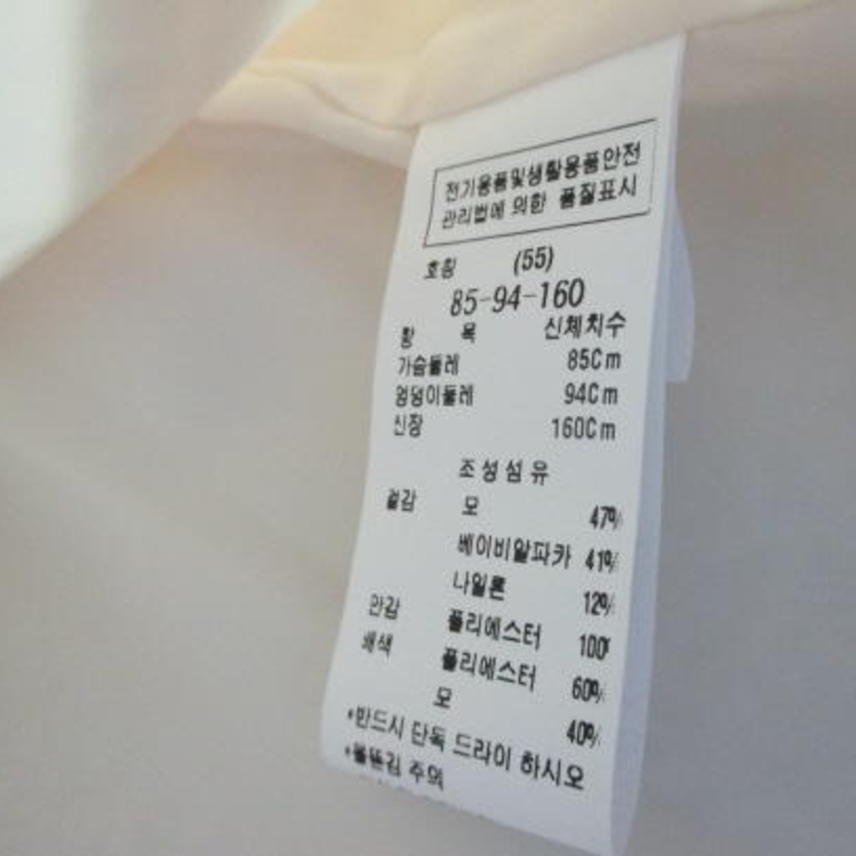 전기용품및생활용품안전
관리법에 의한 품질표시
호칭 (55)
85-94-160
항 목 신체치수
가슴둘레 85Cm
엉덩이둘레 94Cm
신장 160Cm
조성섬유
겉감 모 47%
베이비알파카 41%
나일론 12%
안감 폴리에스터 100%
배색 폴리에스터 60%
모 40%
*반드시 단독 드라이 하시오
*올뜯김 주의